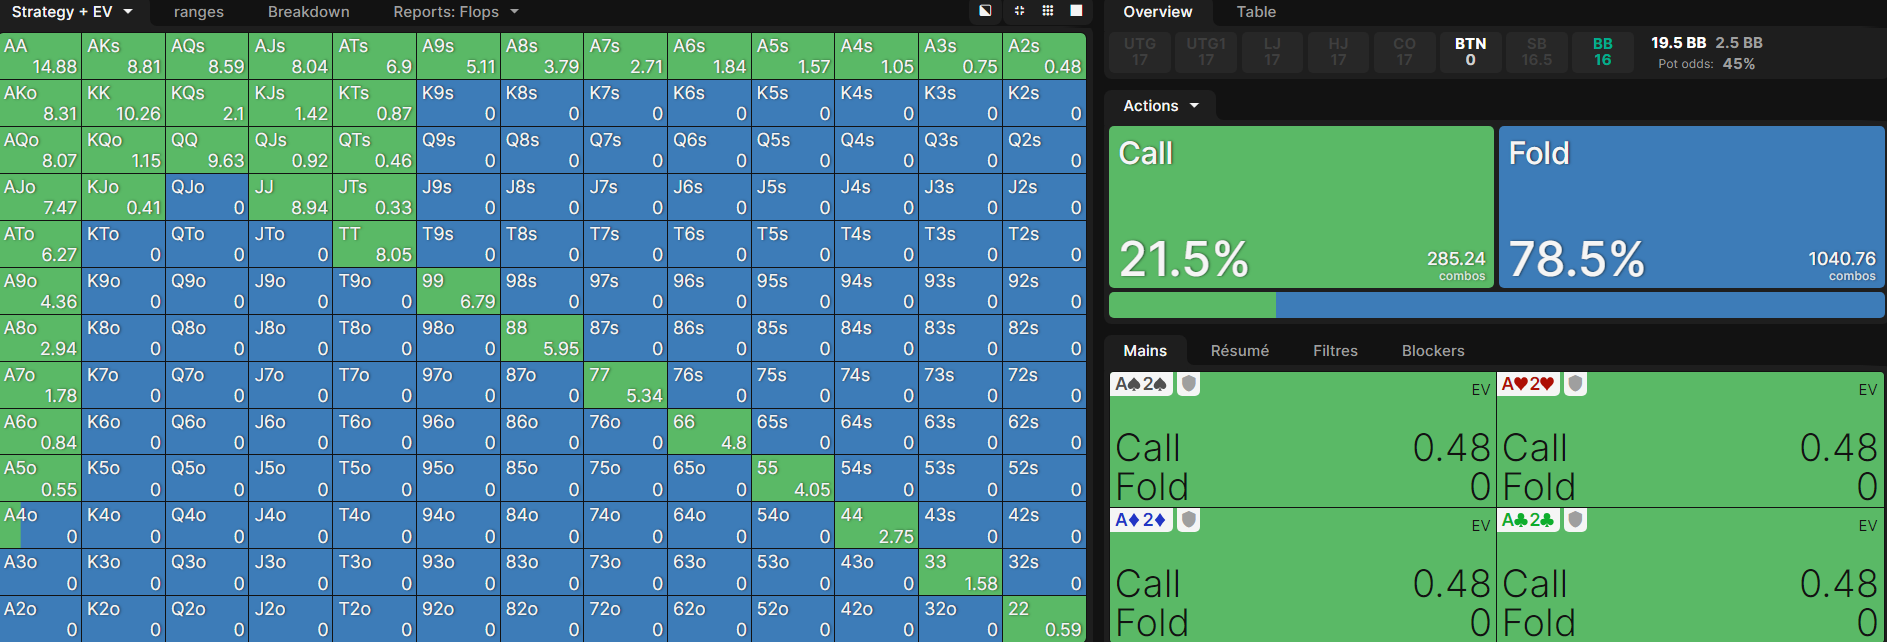 Strategy + EV ranges Breakdown Reports: Flops
AA AKs AQs AJs ATs A9s A8s A7s A6s A5s A4s A3s A2s
14.88 8.81 8.59 8.04 6.9 5.11 3.79 2.71 1.84 1.57 1.05 0.75 0.48
AKo KK KQs KJs KTs K9s K8s K7s K6s K5s K4s K3s K2s
8.31 10.26 2.1 1.42 0.87 0 0 0 0 0 0 0 0
AQo KQo QQ QJs QTs Q9s Q8s Q7s Q6s Q5s Q4s Q3s Q2s
8.07 1.15 9.63 0.92 0.46 0 0 0 0 0 0 0 0
AJo KJo QJo JJ JTs J9s J8s J7s J6s J5s J4s J3s J2s
7.47 0.41 0 8.94 0.33 0 0 0 0 0 0 0 0
ATo KTo QTo JTo TT T9s T8s T7s T6s T5s T4s T3s T2s
6.27 0 0 0 8.05 0 0 0 0 0 0 0 0
A9o K9o Q9o J9o T9o 99 98s 97s 96s 95s 94s 93s 92s
4.36 0 0 0 0 6.79 0 0 0 0 0 0 0
A8o K8o Q8o J8o T8o 98o 88 87s 86s 85s 84s 83s 82s
2.94 0 0 0 0 0 5.95 0 0 0 0 0 0
A7o K7o Q7o J7o T7o 97o 87o 77 76s 75s 74s 73s 72s
1.78 0 0 0 0 0 0 5.34 0 0 0 0 0
A6o K6o Q6o J6o T6o 96o 86o 76o 66 65s 64s 63s 62s
0.84 0 0 0 0 0 0 0 4.8 0 0 0 0
A5o K5o Q5o J5o T5o 95o 85o 75o 65o 55 54s 53s 52s
0.55 0 0 0 0 0 0 0 0 4.05 0 0 0
A4o K4o Q4o J4o T4o 94o 84o 74o 64o 54o 44 43s 42s
0 0 0 0 0 0 0 0 0 0 2.75 0 0
A3o K3o Q3o J3o T3o 93o 83o 73o 63o 53o 43o 33 32s
0 0 0 0 0 0 0 0 0 0 0 1.58 0
A2o K2o Q2o J2o T2o 92o 82o 72o 62o 52o 42o 32o 22
0 0 0 0 0 0 0 0 0 0 0 0 0.59
Overview Table
UTG UTG1 LJ HJ CO BTN SB BB
17 17 17 17 17 0 16.5 16
19.5 BB 2.5 BB
Pot odds: 45%
Actions
Call Fold
21.5% 285.24 combos 78.5% 1040.76 combos
Mains Résumé Filtres Blockers
A♠2♠ EV A♥2♥ EV
Call 0.48 Call 0.48
Fold 0 Fold 0
A♦2♦ EV A♣2♣ EV
Call 0.48 Call 0.48
Fold 0 Fold 0